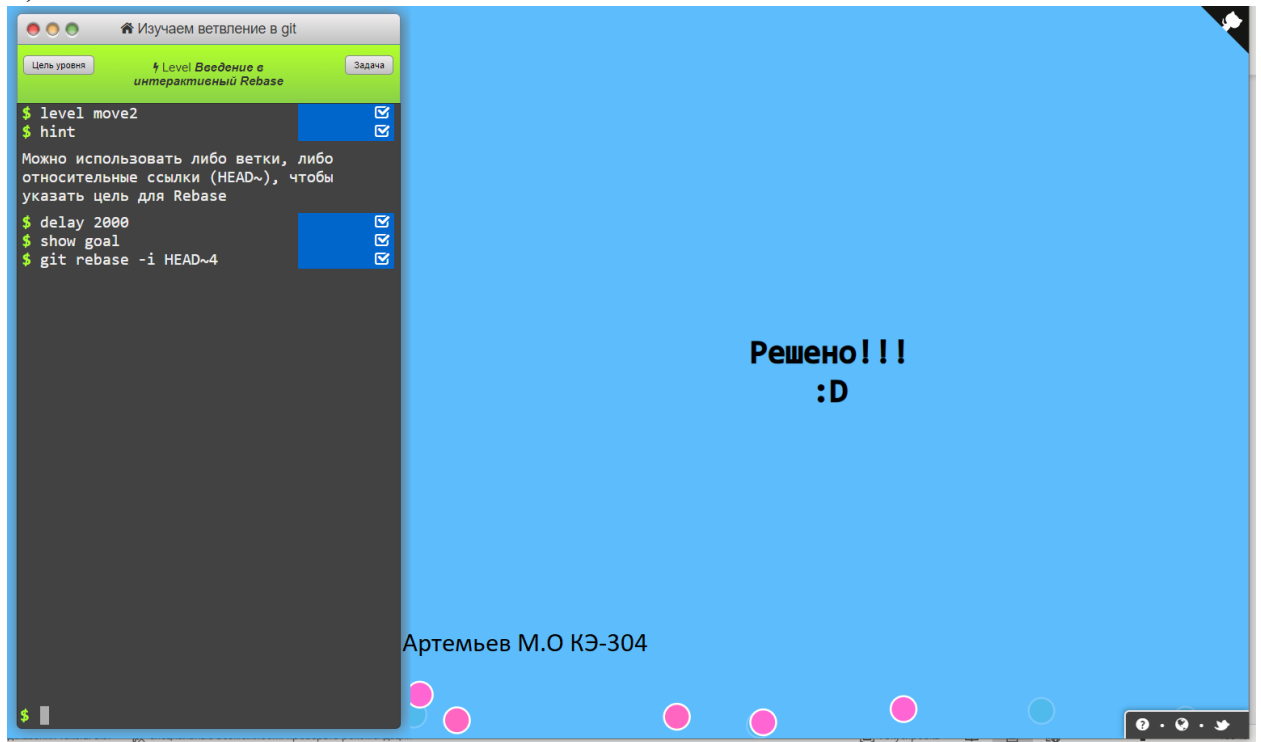 Изучаем ветвление в git
Цель уровня
Level Введение в
интерактивный Rebase
Задача
$ level move2
$ hint
Можно использовать либо ветки, либо
относительные ссылки (HEAD~), чтобы
указать цель для Rebase
$ delay 2000
$ show goal
$ git rebase -i HEAD~4
Решено!!!
:D
Артемьев М.О КЭ-304
$